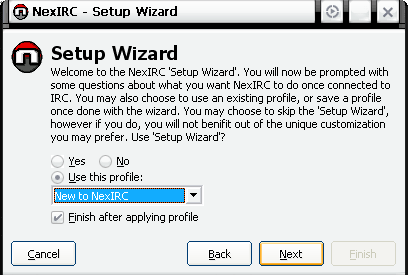 NexIRC - Setup Wizard
Setup Wizard
Welcome to the NexIRC 'Setup Wizard'. You will now be prompted with
some questions about what you want NexIRC to do once connected to
IRC. You may also choose to use an existing profile, or save a profile
once done with the wizard. You may choose to skip the 'Setup Wizard',
however if you do, you will not benifit out of the unique customization
you may prefer. Use 'Setup Wizard'?
Yes No
Use this profile:
New to NexIRC
Finish after applying profile
Cancel Back Next Finish